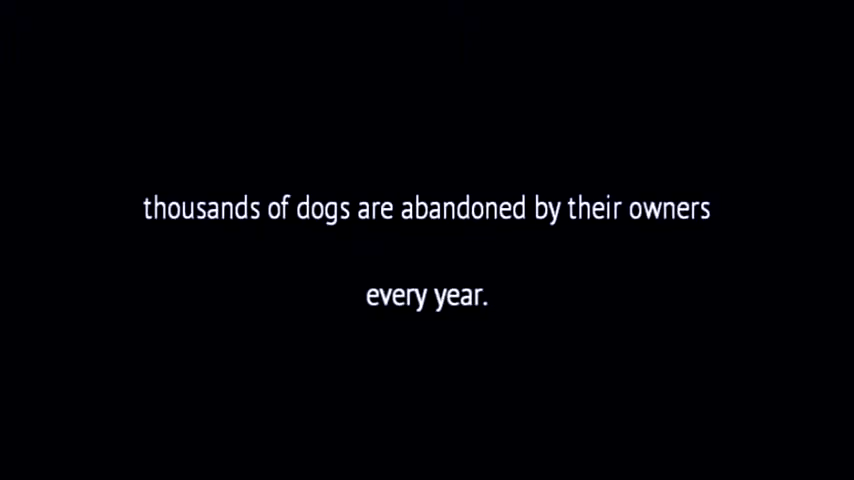 thousands of dogs are abandoned by their owners
every year.